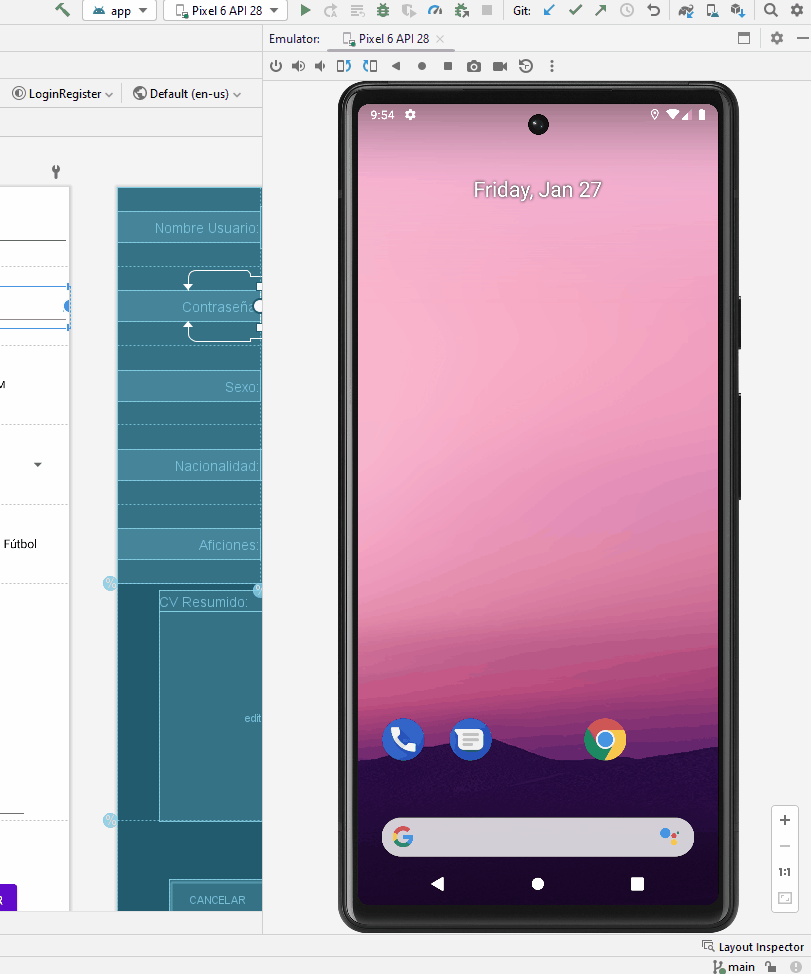 app
Pixel 6 API 28
Git:
Emulator:
Pixel 6 API 28
LoginRegister
Default (en-us)
9:54
Friday, Jan 27
Nombre Usuario:
Contraseña
Sexo:
M
Nacionalidad:
Fútbol
Aficiones:
CV Resumido:
edit
CANCELAR
R
G
1:1
Layout Inspector
main